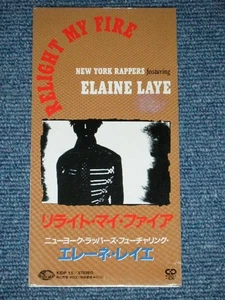 RELIGHT MY FIRE
NEW YORK RAPPERS featuring
ELAINE LAYE
リライト・マイ・ファイア
ニューヨーク・ラッパーズ・フューチャリング・
エレーネ・レイエ
CD